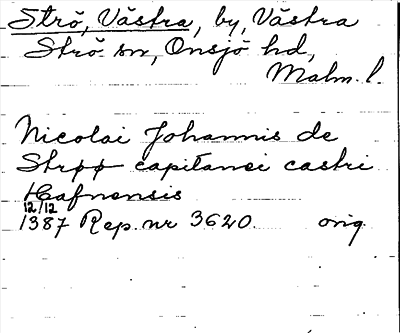 Strö, Västra, by, Västra
Strö sn, Onsjö hd,
Malm. l.
Nicolai Johannis de
Strøø capitanei castri
Hafnensis
12/12
1387 Rep. nr 3620. orig.